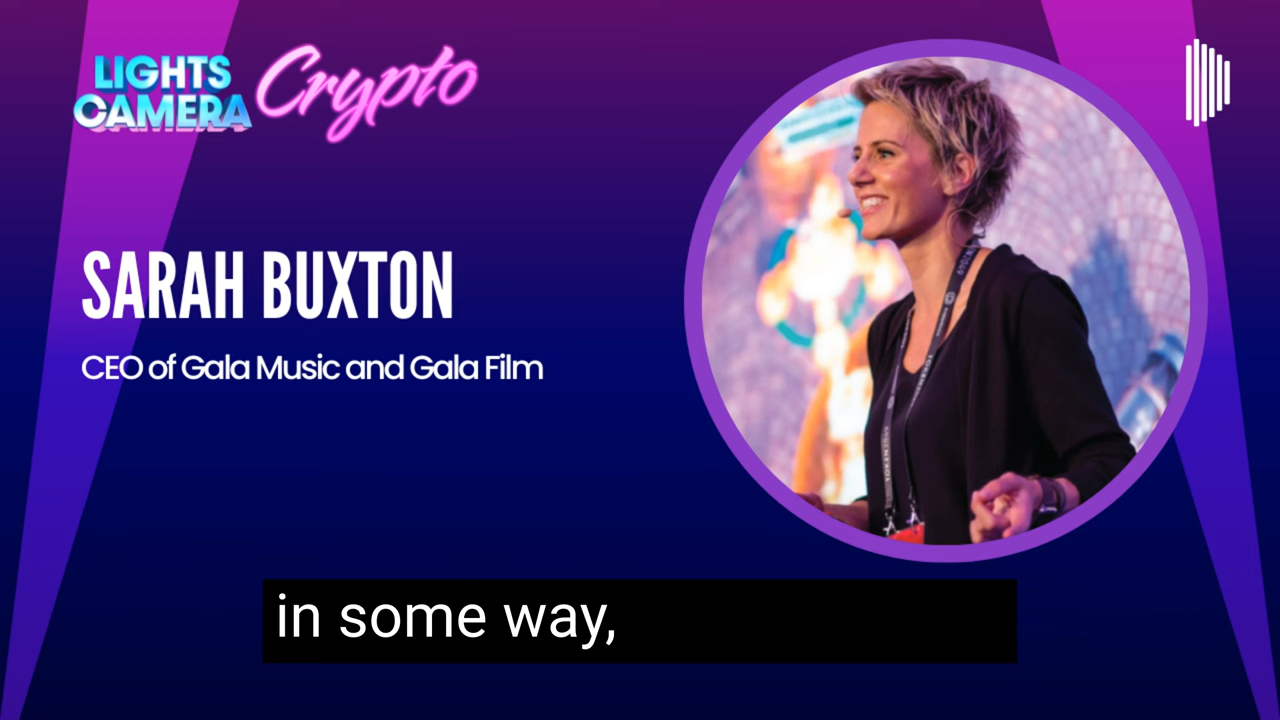 LIGHTS
CAMERA
Crypto
SARAH BUXTON
CEO of Gala Music and Gala Film
in some way,